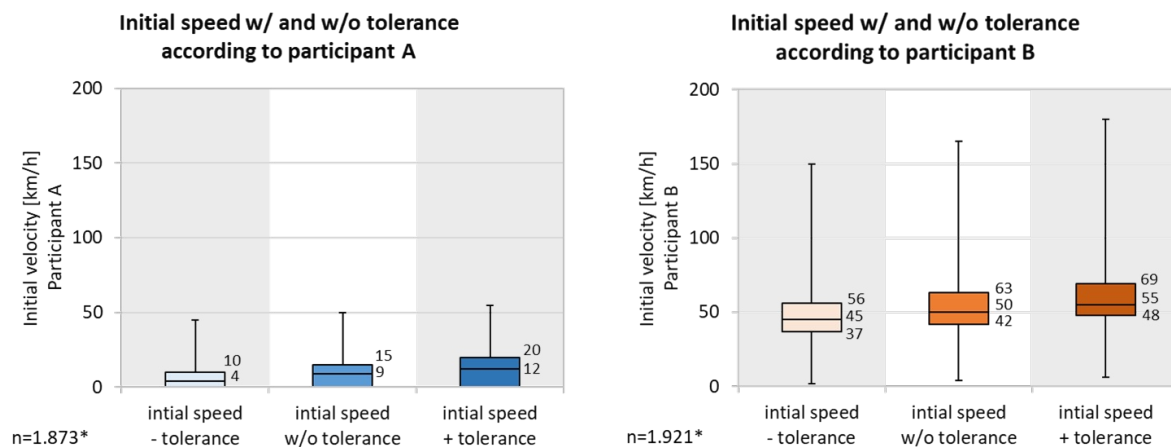 Initial speed w/ and w/o tolerance
according to participant A
Initial velocity [km/h]
Participant A
200
150
100
50
0
10
4
15
9
20
12
intial speed
- tolerance
intial speed
w/o tolerance
intial speed
+ tolerance
n=1.873*
Initial speed w/ and w/o tolerance
according to participant B
Initial velocity [km/h]
Participant B
200
150
100
50
0
56
45
37
63
50
42
69
55
48
intial speed
- tolerance
intial speed
w/o tolerance
intial speed
+ tolerance
n=1.921*